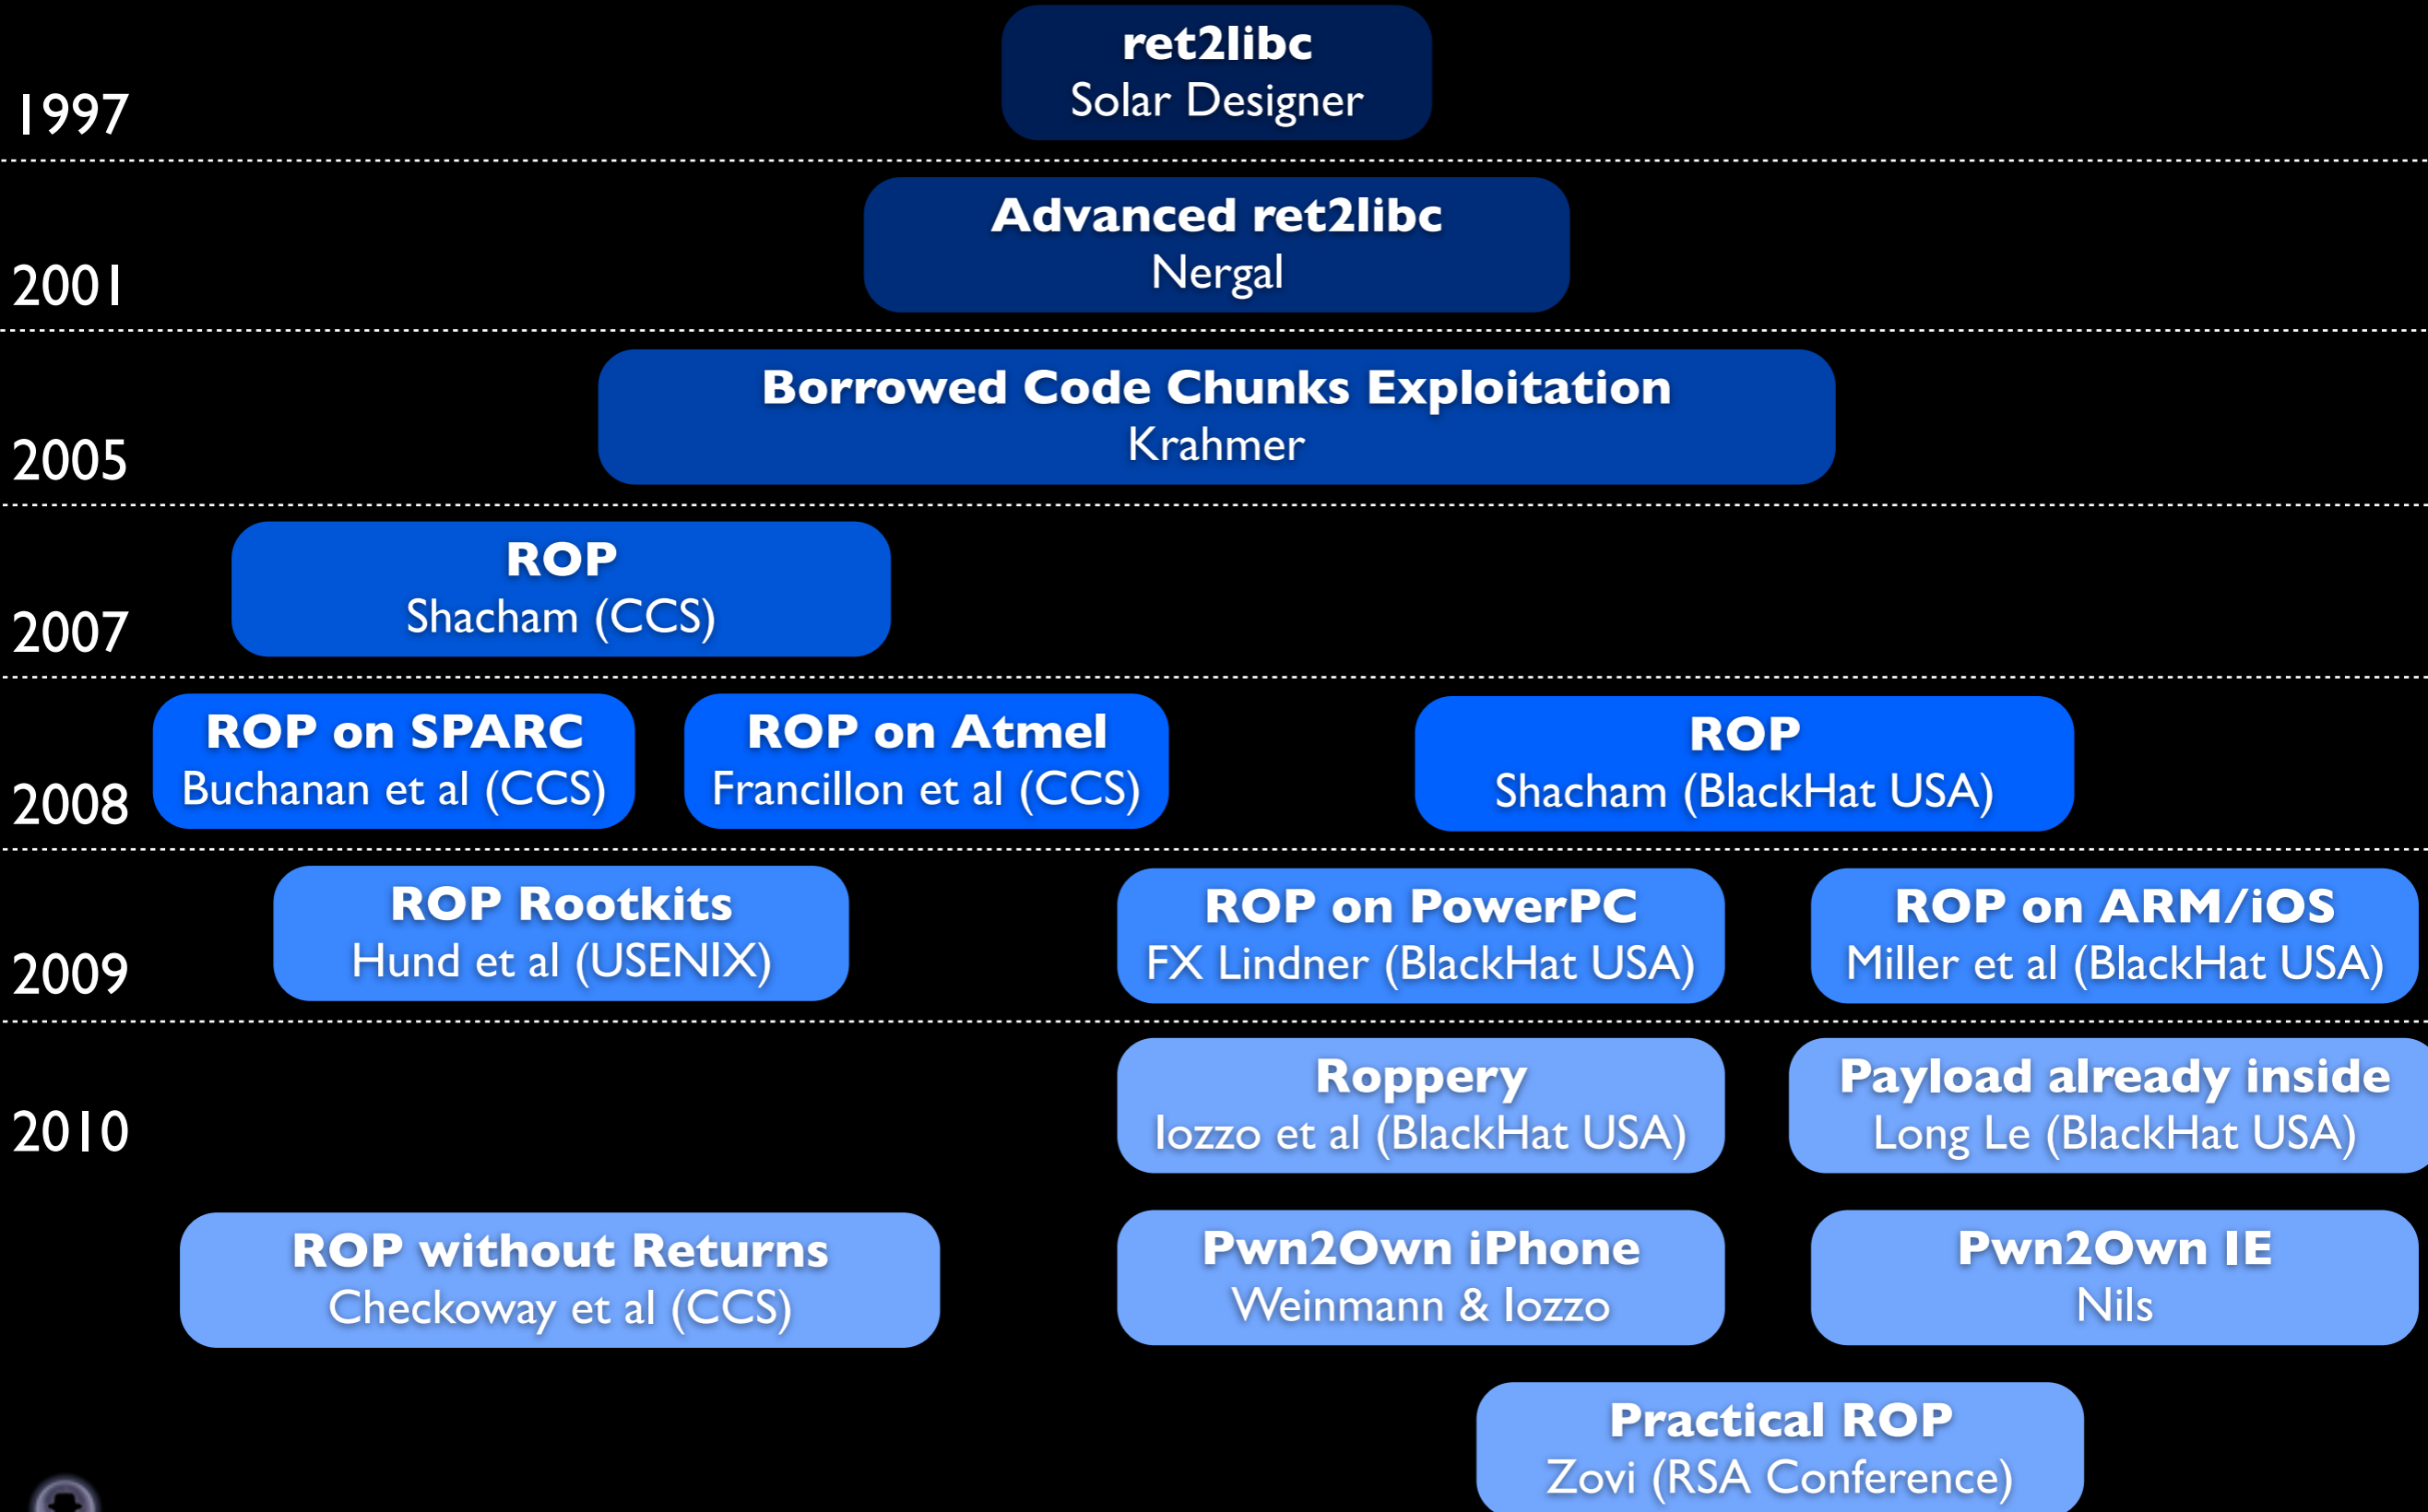 ret2libc
Solar Designer
1997
Advanced ret2libc
Nergal
2001
Borrowed Code Chunks Exploitation
Krahmer
2005
ROP
Shacham (CCS)
2007
ROP on SPARC
Buchanan et al (CCS)
ROP on Atmel
Francillon et al (CCS)
ROP
Shacham (BlackHat USA)
2008
ROP Rootkits
Hund et al (USENIX)
ROP on PowerPC
FX Lindner (BlackHat USA)
ROP on ARM/iOS
Miller et al (BlackHat USA)
2009
Roppery
Iozzo et al (BlackHat USA)
Payload already inside
Long Le (BlackHat USA)
2010
ROP without Returns
Checkoway et al (CCS)
Pwn2Own iPhone
Weinmann & Iozzo
Pwn2Own IE
Nils
Practical ROP
Zovi (RSA Conference)